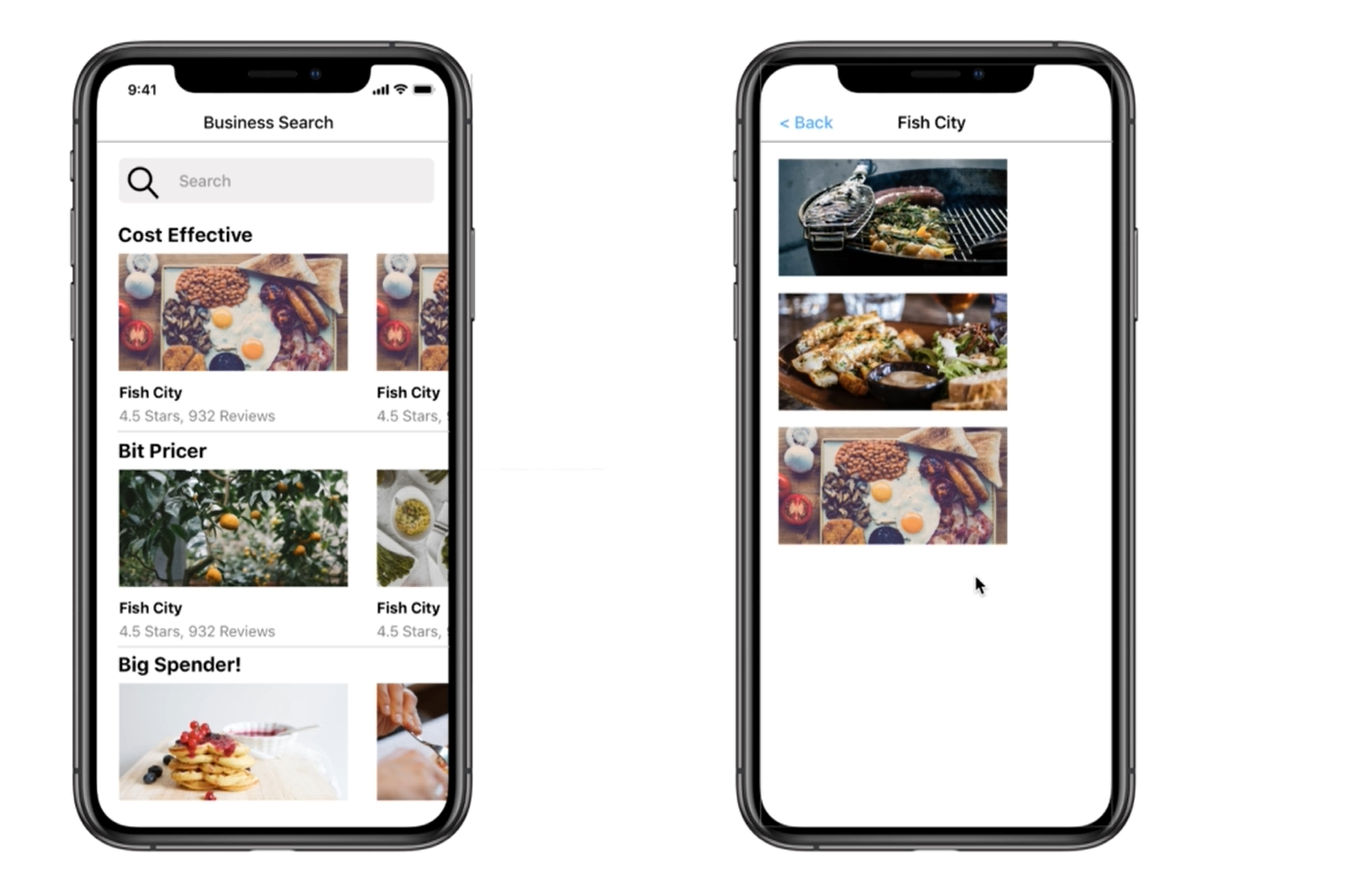 9:41
Business Search
Search
Cost Effective
Fish City
Fish City
4.5 Stars, 932 Reviews
4.5 Stars,
Bit Pricer
Fish City
Fish City
4.5 Stars, 932 Reviews
4.5 Stars,
Big Spender!
< Back
Fish City